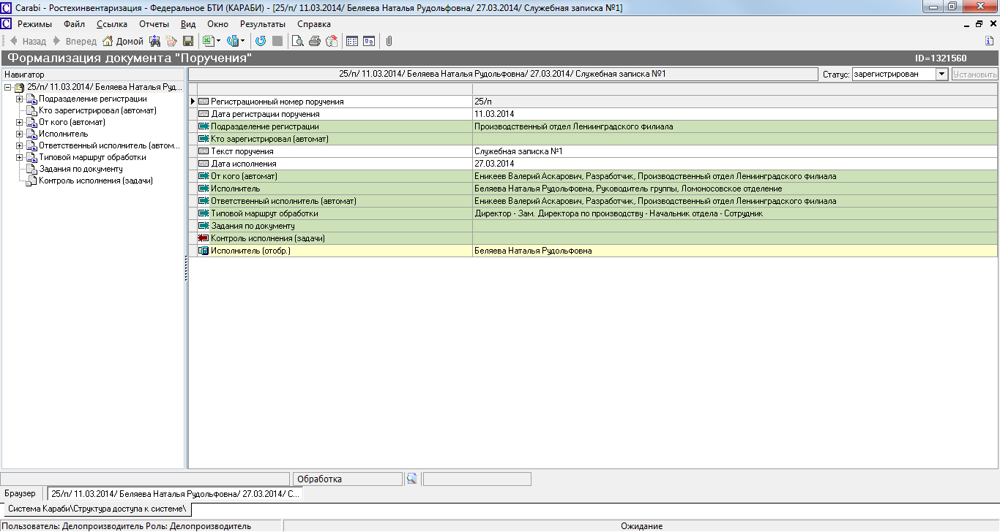 Carabi - Ростехинвентаризация - Федеральное БТИ (КАРАБИ) - [25/п/ 11.03.2014/ Беляева Наталья Рудольфовна/ 27.03.2014/ Служебная записка №1]
Режимы Файл Ссылка Отчеты Вид Окно Результаты Справка
Назад Вперед Домой
Формализация документа "Поручения" ID=1321560
Навигатор
25/п/ 11.03.2014/ Беляева Наталья Руд...
Подразделение регистрации
Кто зарегистрировал (автомат)
От кого (автомат)
Исполнитель
Ответственный исполнитель (автом...
Типовой маршрут обработки
Задания по документу
Контроль исполнения (задачи)
25/п/ 11.03.2014/ Беляева Наталья Рудольфовна/ 27.03.2014/ Служебная записка №1
Статус: зарегистрирован Установить
Регистрационный номер поручения 25/п
Дата регистрации поручения 11.03.2014
Подразделение регистрации Производственный отдел Лениинградского филиала
Кто зарегистрировал (автомат)
Текст поручения Служебная записка №1
Дата исполнения 27.03.2014
От кого (автомат) Еникеев Валерий Аскарович, Разработчик, Производственный отдел Лениинградского филиала
Исполнитель Беляева Наталья Рудольфовна, Руководитель группы, Ломоносовское отделение
Ответственный исполнитель (автомат) Еникеев Валерий Аскарович, Разработчик, Производственный отдел Лениинградского филиала
Типовой маршрут обработки Директор - Зам. Директора по производству - Начальник отдела - Сотрудник
Задания по документу
Контроль исполнения (задачи)
Исполнитель (отобр.) Беляева Наталья Рудольфовна
Обработка
Браузер 25/п/ 11.03.2014/ Беляева Наталья Рудольфовна/ 27.03.2014/ С...
Система Караби\Структура доступа к системе\
Пользователь: Делопроизводитель Роль: Делопроизводитель Ожидание